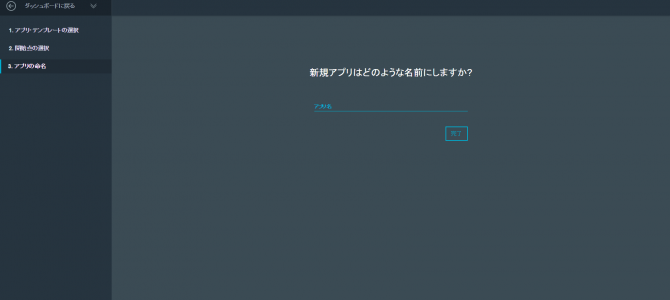 ダッシュボードに戻る
1. アプリ・テンプレートの選択
2. 開始点の選択
3. アプリの命名
新規アプリはどのような名前にしますか?
アプリ名
完了